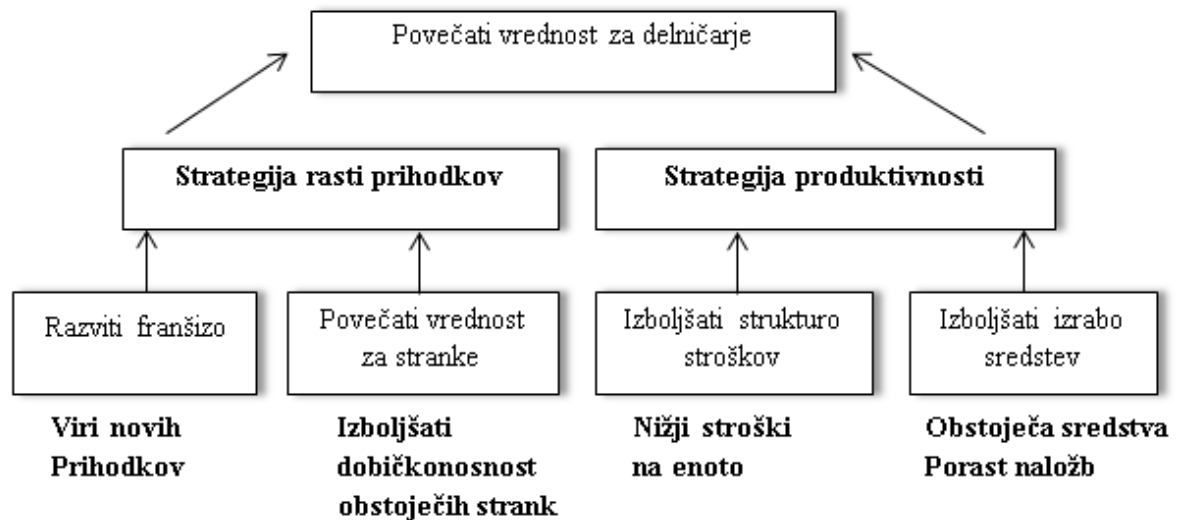 Povečati vrednost za delničarje
Strategija rasti prihodkov
Strategija produktivnosti
Razviti franšizo
Povečati vrednost
za stranke
Izboljšati strukturo
stroškov
Izboljšati izrabo
sredstev
Viri novih
Prihodkov
Izboljšati
dobičkonosnost
obstoječih strank
Nižji stroški
na enoto
Obstoječa sredstva
Porast naložb